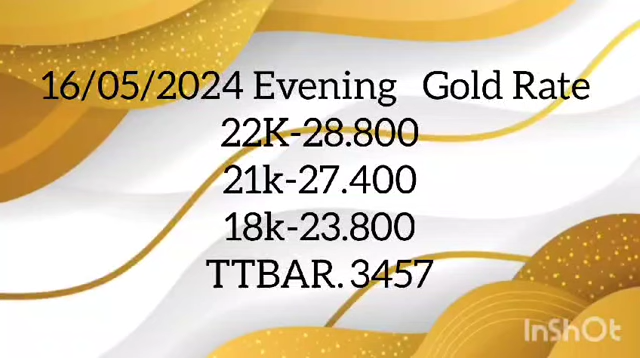 16/05/2024 Evening Gold Rate
22K-28.800
21k-27.400
18k-23.800
TTBAR. 3457
InShOt